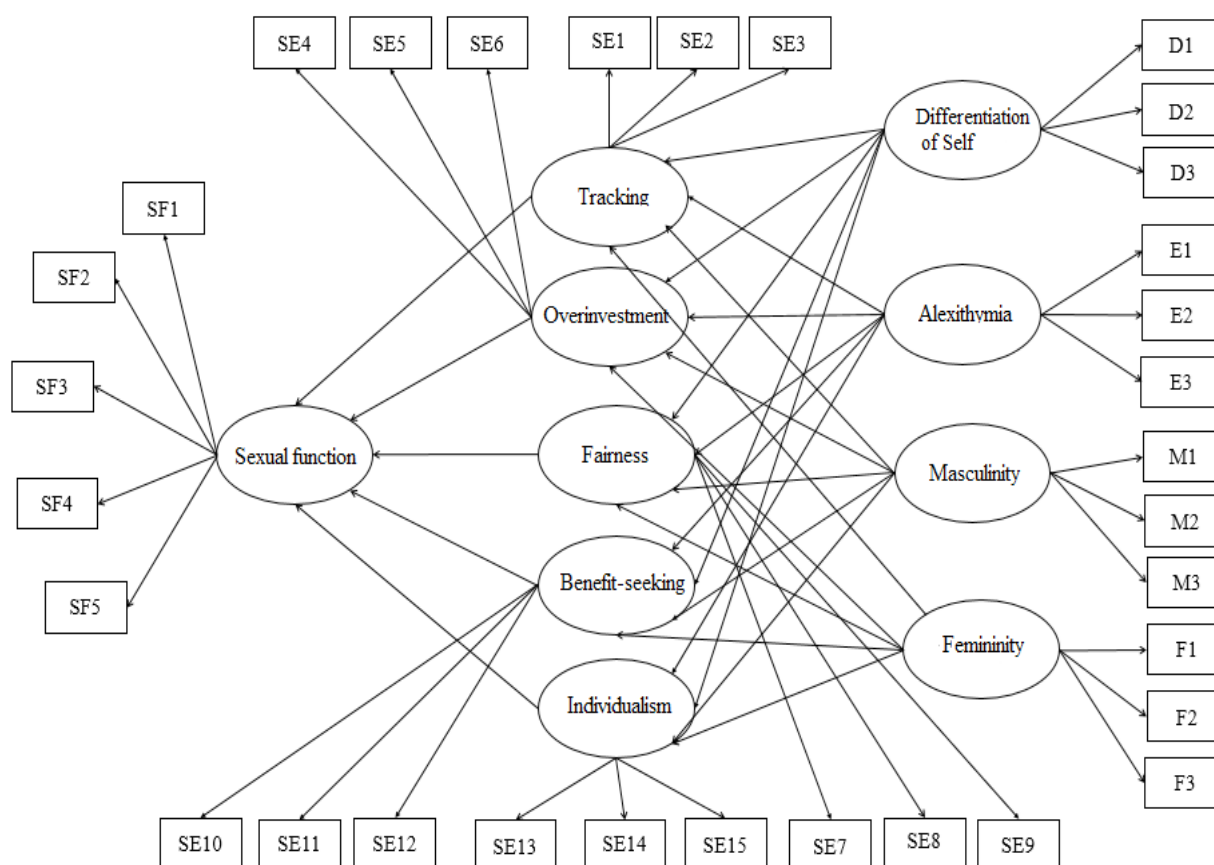 SE4
SE5
SE6
SE1
SE2
SE3
D1
D2
D3
Differentiation
of Self
Tracking
SF1
SF2
SF3
SF4
SF5
E1
E2
E3
Overinvestment
Alexithymia
Sexual function
Fairness
Masculinity
M1
M2
M3
Benefit-seeking
Femininity
F1
F2
F3
Individualism
SE10
SE11
SE12
SE13
SE14
SE15
SE7
SE8
SE9